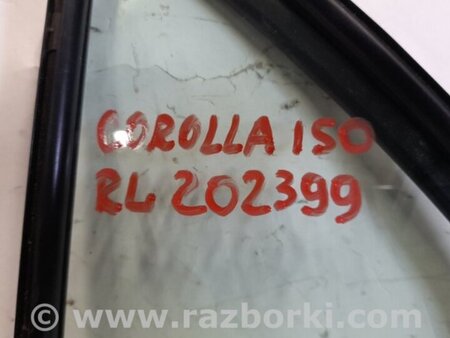 COROLLA 150
RL 202399
© www.razborki.com